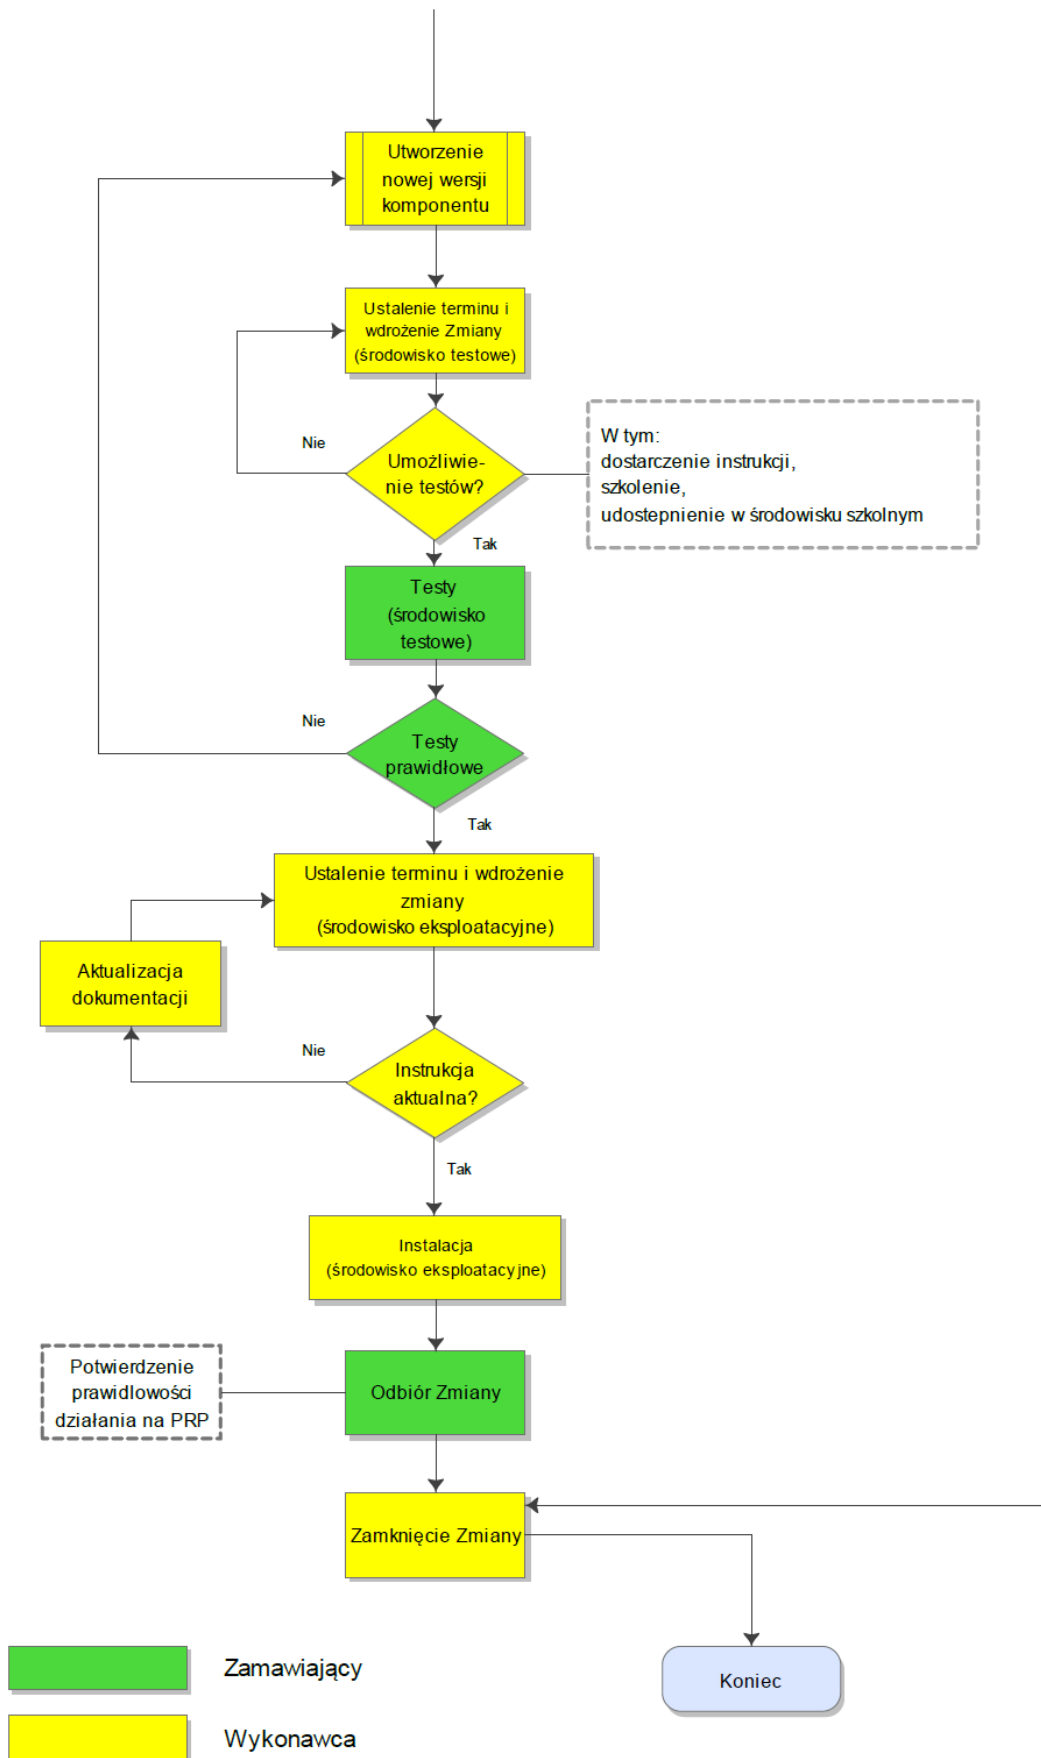 Utworzenie
nowej wersji
komponentu
Ustalenie terminu i
wdrożenie Zmiany
(środowisko testowe)
Nie
Umożliwie-
nie testów?
W tym:
dostarczenie instrukcji,
szkolenie,
udostepnienie w środowisku szkolnym
Tak
Testy
(środowisko
testowe)
Nie
Testy
prawidłowe
Tak
Ustalenie terminu i wdrożenie
zmiany
(środowisko eksploatacyjne)
Aktualizacja
dokumentacji
Nie
Instrukcja
aktualna?
Tak
Instalacja
(środowisko eksploatacyjne)
Potwierdzenie
prawidlowości
działania na PRP
Odbiór Zmiany
Zamknięcie Zmiany
Zamawiający
Koniec
Wykonawca